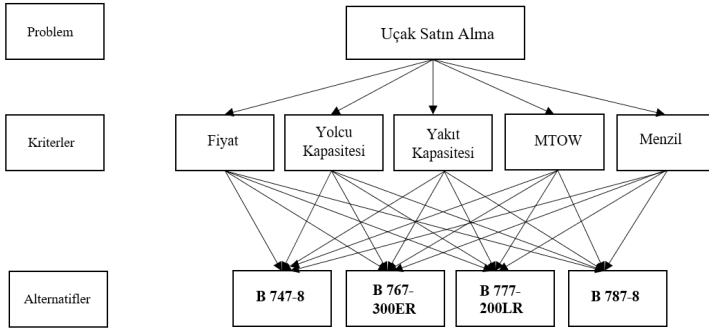 Problem
Uçak Satın Alma
Kriterler
Fiyat
Yolcu
Kapasitesi
Yakıt
Kapasitesi
MTOW
Menzil
Alternatifler
B 747-8
B 767-
300ER
B 777-
200LR
B 787-8